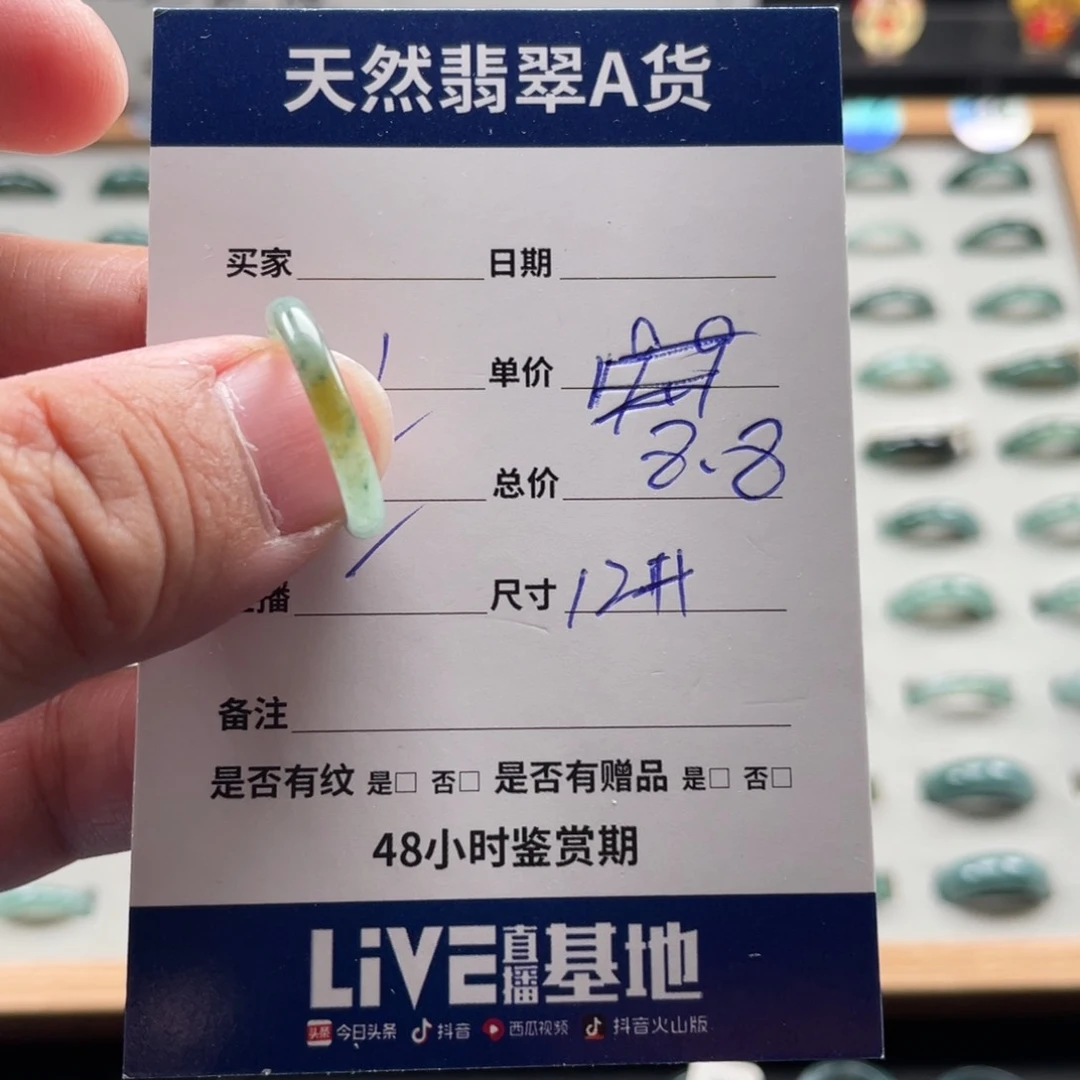 天然翡翠A货
买家 日期
单价
总价 8.8
播 尺寸 12#
备注
是否有纹 是□ 否□ 是否有赠品 是□ 否□
48小时鉴赏期
LiVE直播基地
头条 今日头条 抖音 西瓜视频 抖音火山版